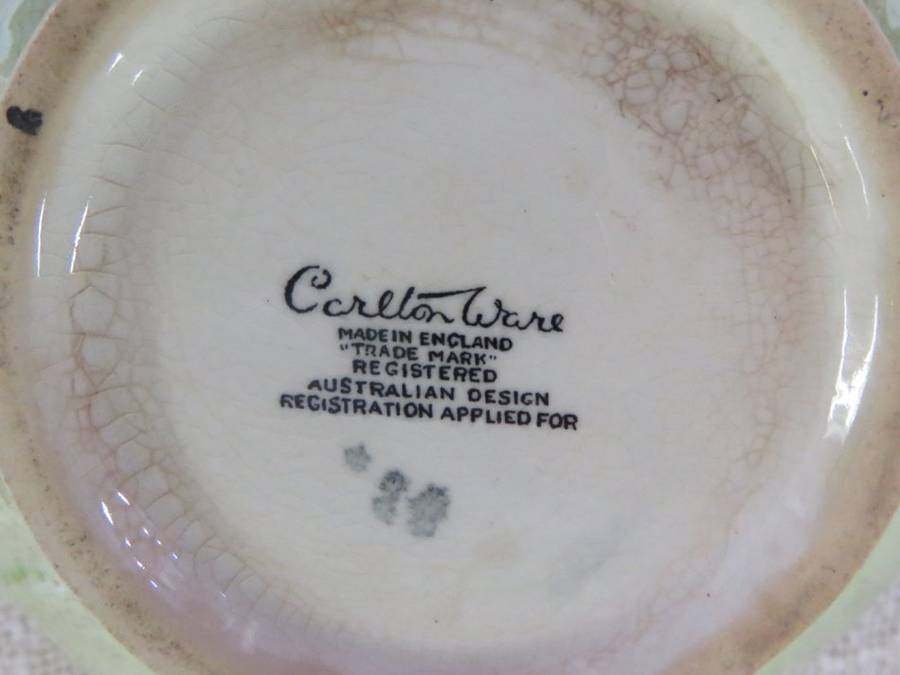 Carlton Ware
MADE IN ENGLAND
"TRADE MARK"
REGISTERED
AUSTRALIAN DESIGN
REGISTRATION APPLIED FOR